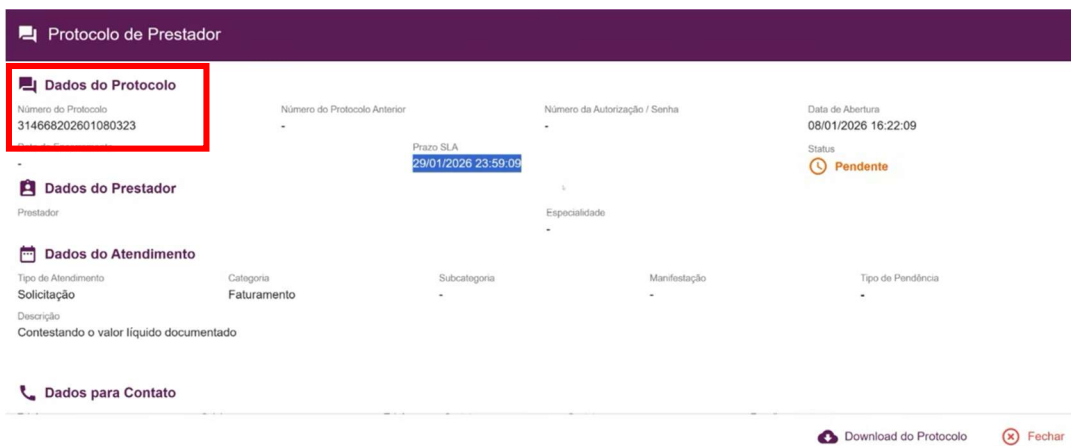 Protocolo de Prestador
Dados do Protocolo
Número do Protocolo Número do Protocolo Anterior Número da Autorização / Senha Data de Abertura
314668202601080323 - - 08/01/2026 16:22:09
Prazo SLA Status
- 29/01/2026 23:59:09 Pendente
Dados do Prestador
Prestador Especialidade
-
Dados do Atendimento
Tipo de Atendimento Categoria Subcategoria Manifestação Tipo de Pendência
Solicitação Faturamento - - -
Descrição
Contestando o valor líquido documentado
Dados para Contato
Download do Protocolo Fechar